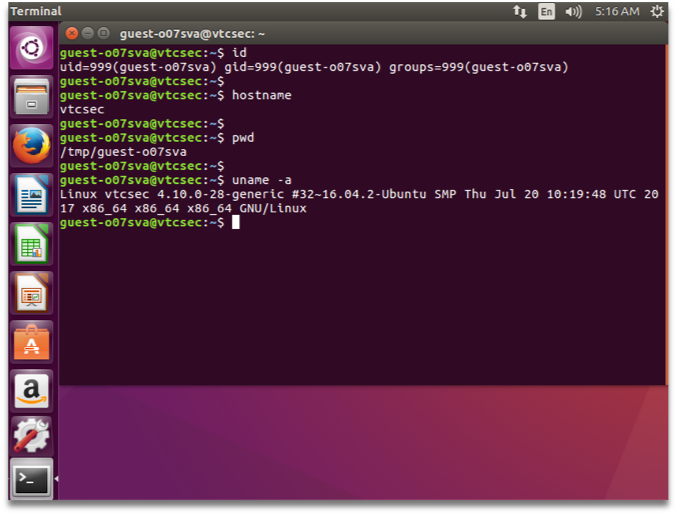 Terminal
En
5:16 AM
guest-o07sva@vtcsec: ~
guest-o07sva@vtcsec:~$ id
uid=999(guest-o07sva) gid=999(guest-o07sva) groups=999(guest-o07sva)
guest-o07sva@vtcsec:~$
guest-o07sva@vtcsec:~$ hostname
vtcsec
guest-o07sva@vtcsec:~$
guest-o07sva@vtcsec:~$ pwd
/tmp/guest-o07sva
guest-o07sva@vtcsec:~$
guest-o07sva@vtcsec:~$ uname -a
Linux vtcsec 4.10.0-28-generic #32~16.04.2-Ubuntu SMP Thu Jul 20 10:19:48 UTC 20
17 x86_64 x86_64 x86_64 GNU/Linux
guest-o07sva@vtcsec:~$